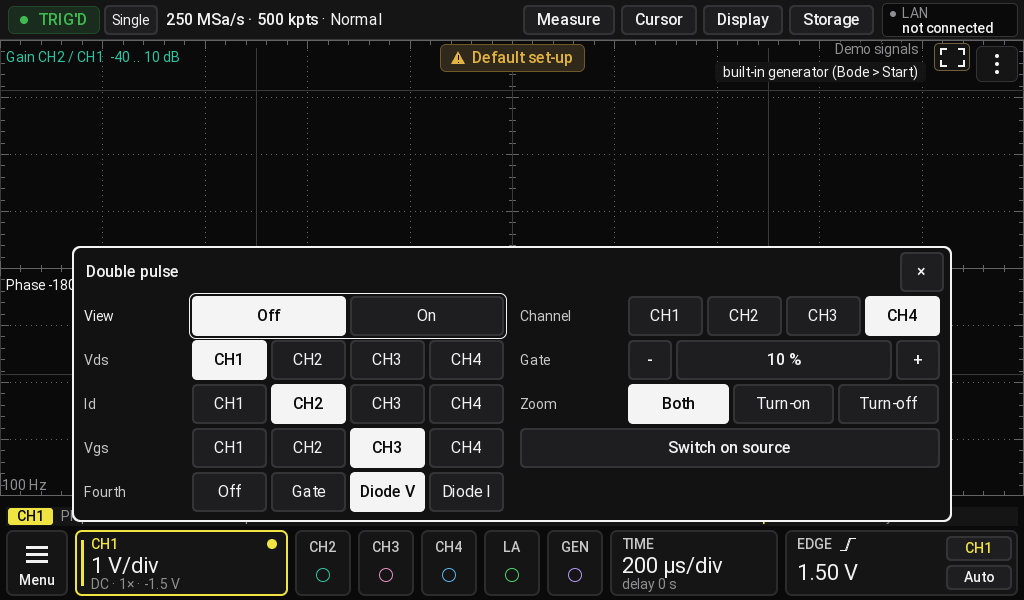 TRIG'D Single 250 MSa/s · 500 kpts · Normal Measure Cursor Display Storage LAN
not connected
Gain CH2 / CH1 -40 .. 10 dB Default set-up Demo signals
built-in generator (Bode > Start)
Double pulse ×
Phase -180
View Off On Channel CH1 CH2 CH3 CH4
Vds CH1 CH2 CH3 CH4 Gate - 10 % +
Id CH1 CH2 CH3 CH4 Zoom Both Turn-on Turn-off
Vgs CH1 CH2 CH3 CH4 Switch on source
100 Hz
Fourth Off Gate Diode V Diode I
CH1
Menu
CH1
1 V/div
DC · 1× · -1.5 V
CH2 CH3 CH4 LA GEN
TIME
200 µs/div
delay 0 s
EDGE CH1
1.50 V Auto